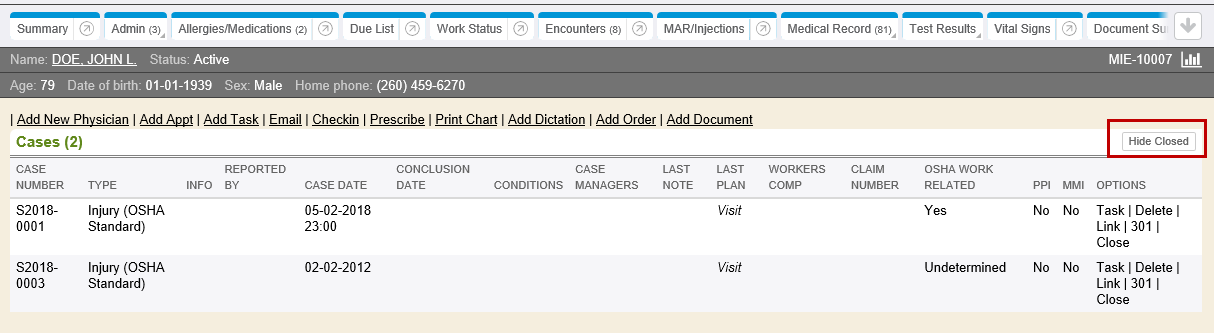 Summary Admin (3) Allergies/Medications (2) Due List Work Status Encounters (8) MAR/Injections Medical Record (81) Test Results Vital Signs Document Su
Name: DOE, JOHN L. Status: Active MIE-10007
Age: 79 Date of birth: 01-01-1939 Sex: Male Home phone: (260) 459-6270
| Add New Physician | Add Appt | Add Task | Email | Checkin | Prescribe | Print Chart | Add Dictation | Add Order | Add Document
Cases (2) Hide Closed
CASE REPORTED CONCLUSION CASE LAST LAST WORKERS CLAIM OSHA WORK
NUMBER TYPE INFO BY CASE DATE DATE CONDITIONS MANAGERS NOTE PLAN COMP NUMBER RELATED PPI MMI OPTIONS
S2018- Injury (OSHA 05-02-2018 Visit Yes No No Task | Delete |
0001 Standard) 23:00 Link | 301 |
Close
S2018- Injury (OSHA 02-02-2012 Visit Undetermined No No Task | Delete |
0003 Standard) Link | 301 |
Close